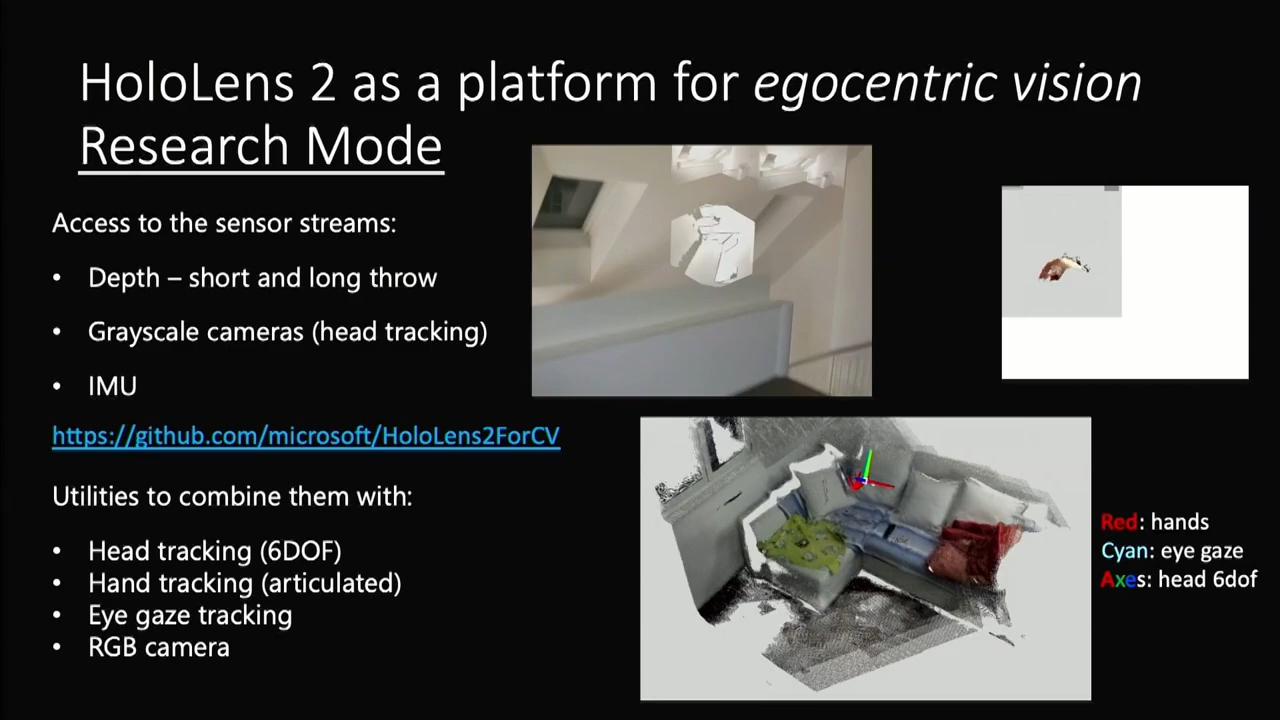 HoloLens 2 as a platform for egocentric vision
Research Mode
Access to the sensor streams:
• Depth – short and long throw
• Grayscale cameras (head tracking)
• IMU
https://github.com/microsoft/HoloLens2ForCV
Utilities to combine them with:
• Head tracking (6DOF)
• Hand tracking (articulated)
• Eye gaze tracking
• RGB camera
Red: hands
Cyan: eye gaze
Axes: head 6dof